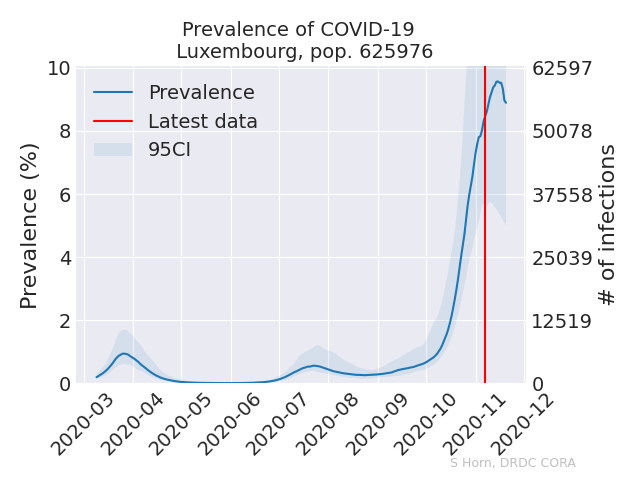 Prevalence of COVID-19
Luxembourg, pop. 625976
Prevalence (%)
10
8
6
4
2
0
Prevalence
Latest data
95CI
62597
50078
37558
25039
12519
0
# of infections
2020-03
2020-04
2020-05
2020-06
2020-07
2020-08
2020-09
2020-10
2020-11
2020-12
S Horn, DRDC CORA